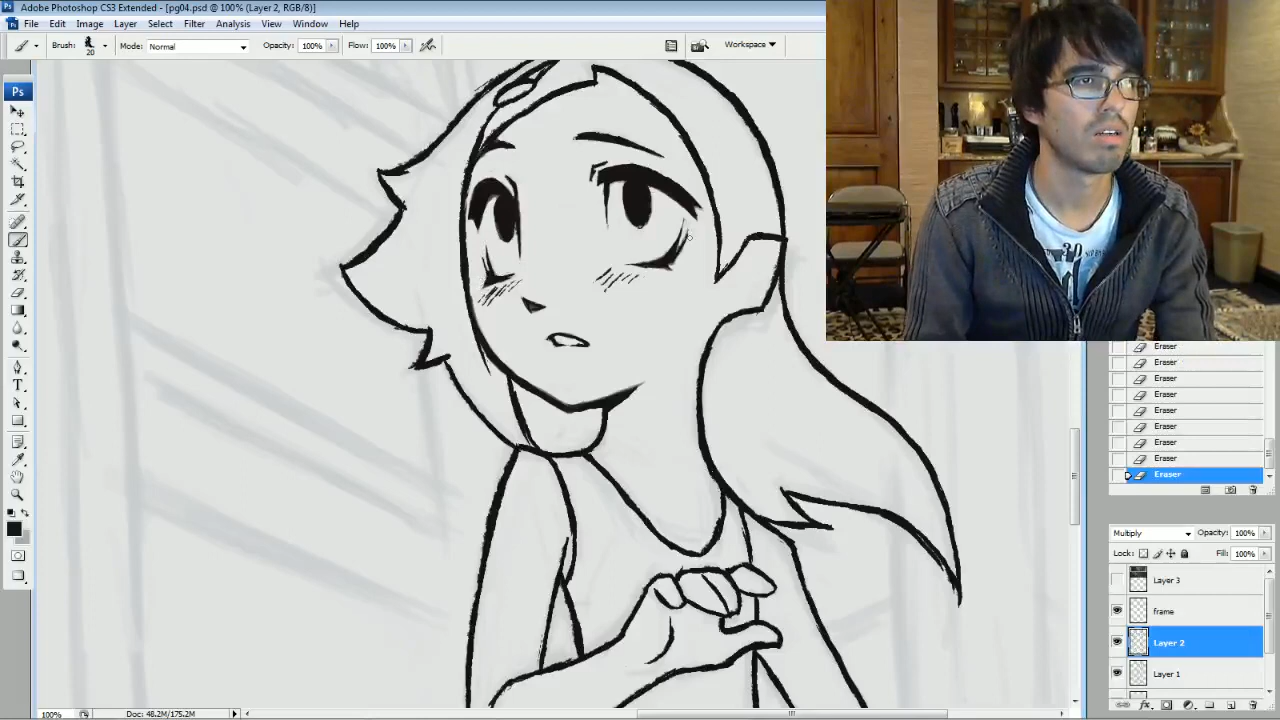 Adobe Photoshop CS3 Extended - [pg04.psd @ 100% (Layer 2, RGB/8)]
File Edit Image Layer Select Filter Analysis View Window Help
Brush: 20 Mode: Normal Opacity: 100% Flow: 100% Workspace
Ps
30
Eraser
Eraser
Eraser
Eraser
Eraser
Eraser
Eraser
Eraser
Eraser
Multiply Opacity: 100%
Lock: Fill: 100%
Layer 3
frame
Layer 2
Layer 1
100% Doc: 48.2M/175.2M